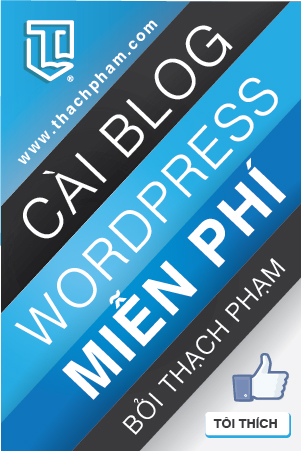 www.thachpham.com
CÀI BLOG
WORDPRESS
MIỄN PHÍ
BỞI THẠCH PHẠM
TÔI THÍCH